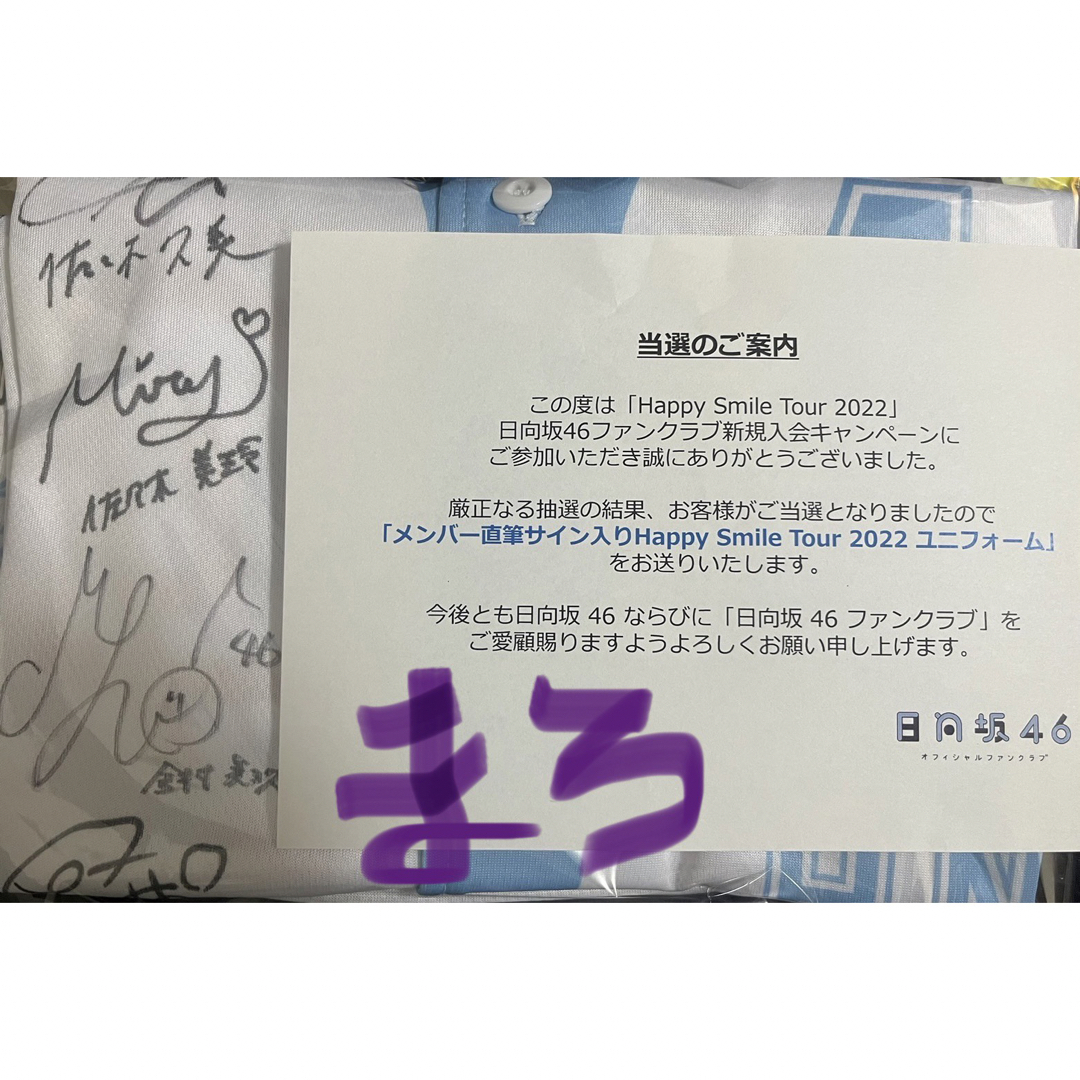 佐々木久美
Mirey
佐々木美玲
46
金村美玖
当選のご案内
この度は「Happy Smile Tour 2022」
日向坂46ファンクラブ新規入会キャンペーンに
ご参加いただき誠にありがとうございました。
厳正なる抽選の結果、お客様がご当選となりましたので
「メンバー直筆サイン入りHappy Smile Tour 2022 ユニフォーム」
をお送りいたします。
今後とも日向坂 46 ならびに「日向坂 46 ファンクラブ」を
ご愛顧賜りますようよろしくお願い申し上げます。
日向坂46
オフィシャルファンクラブ
まろ